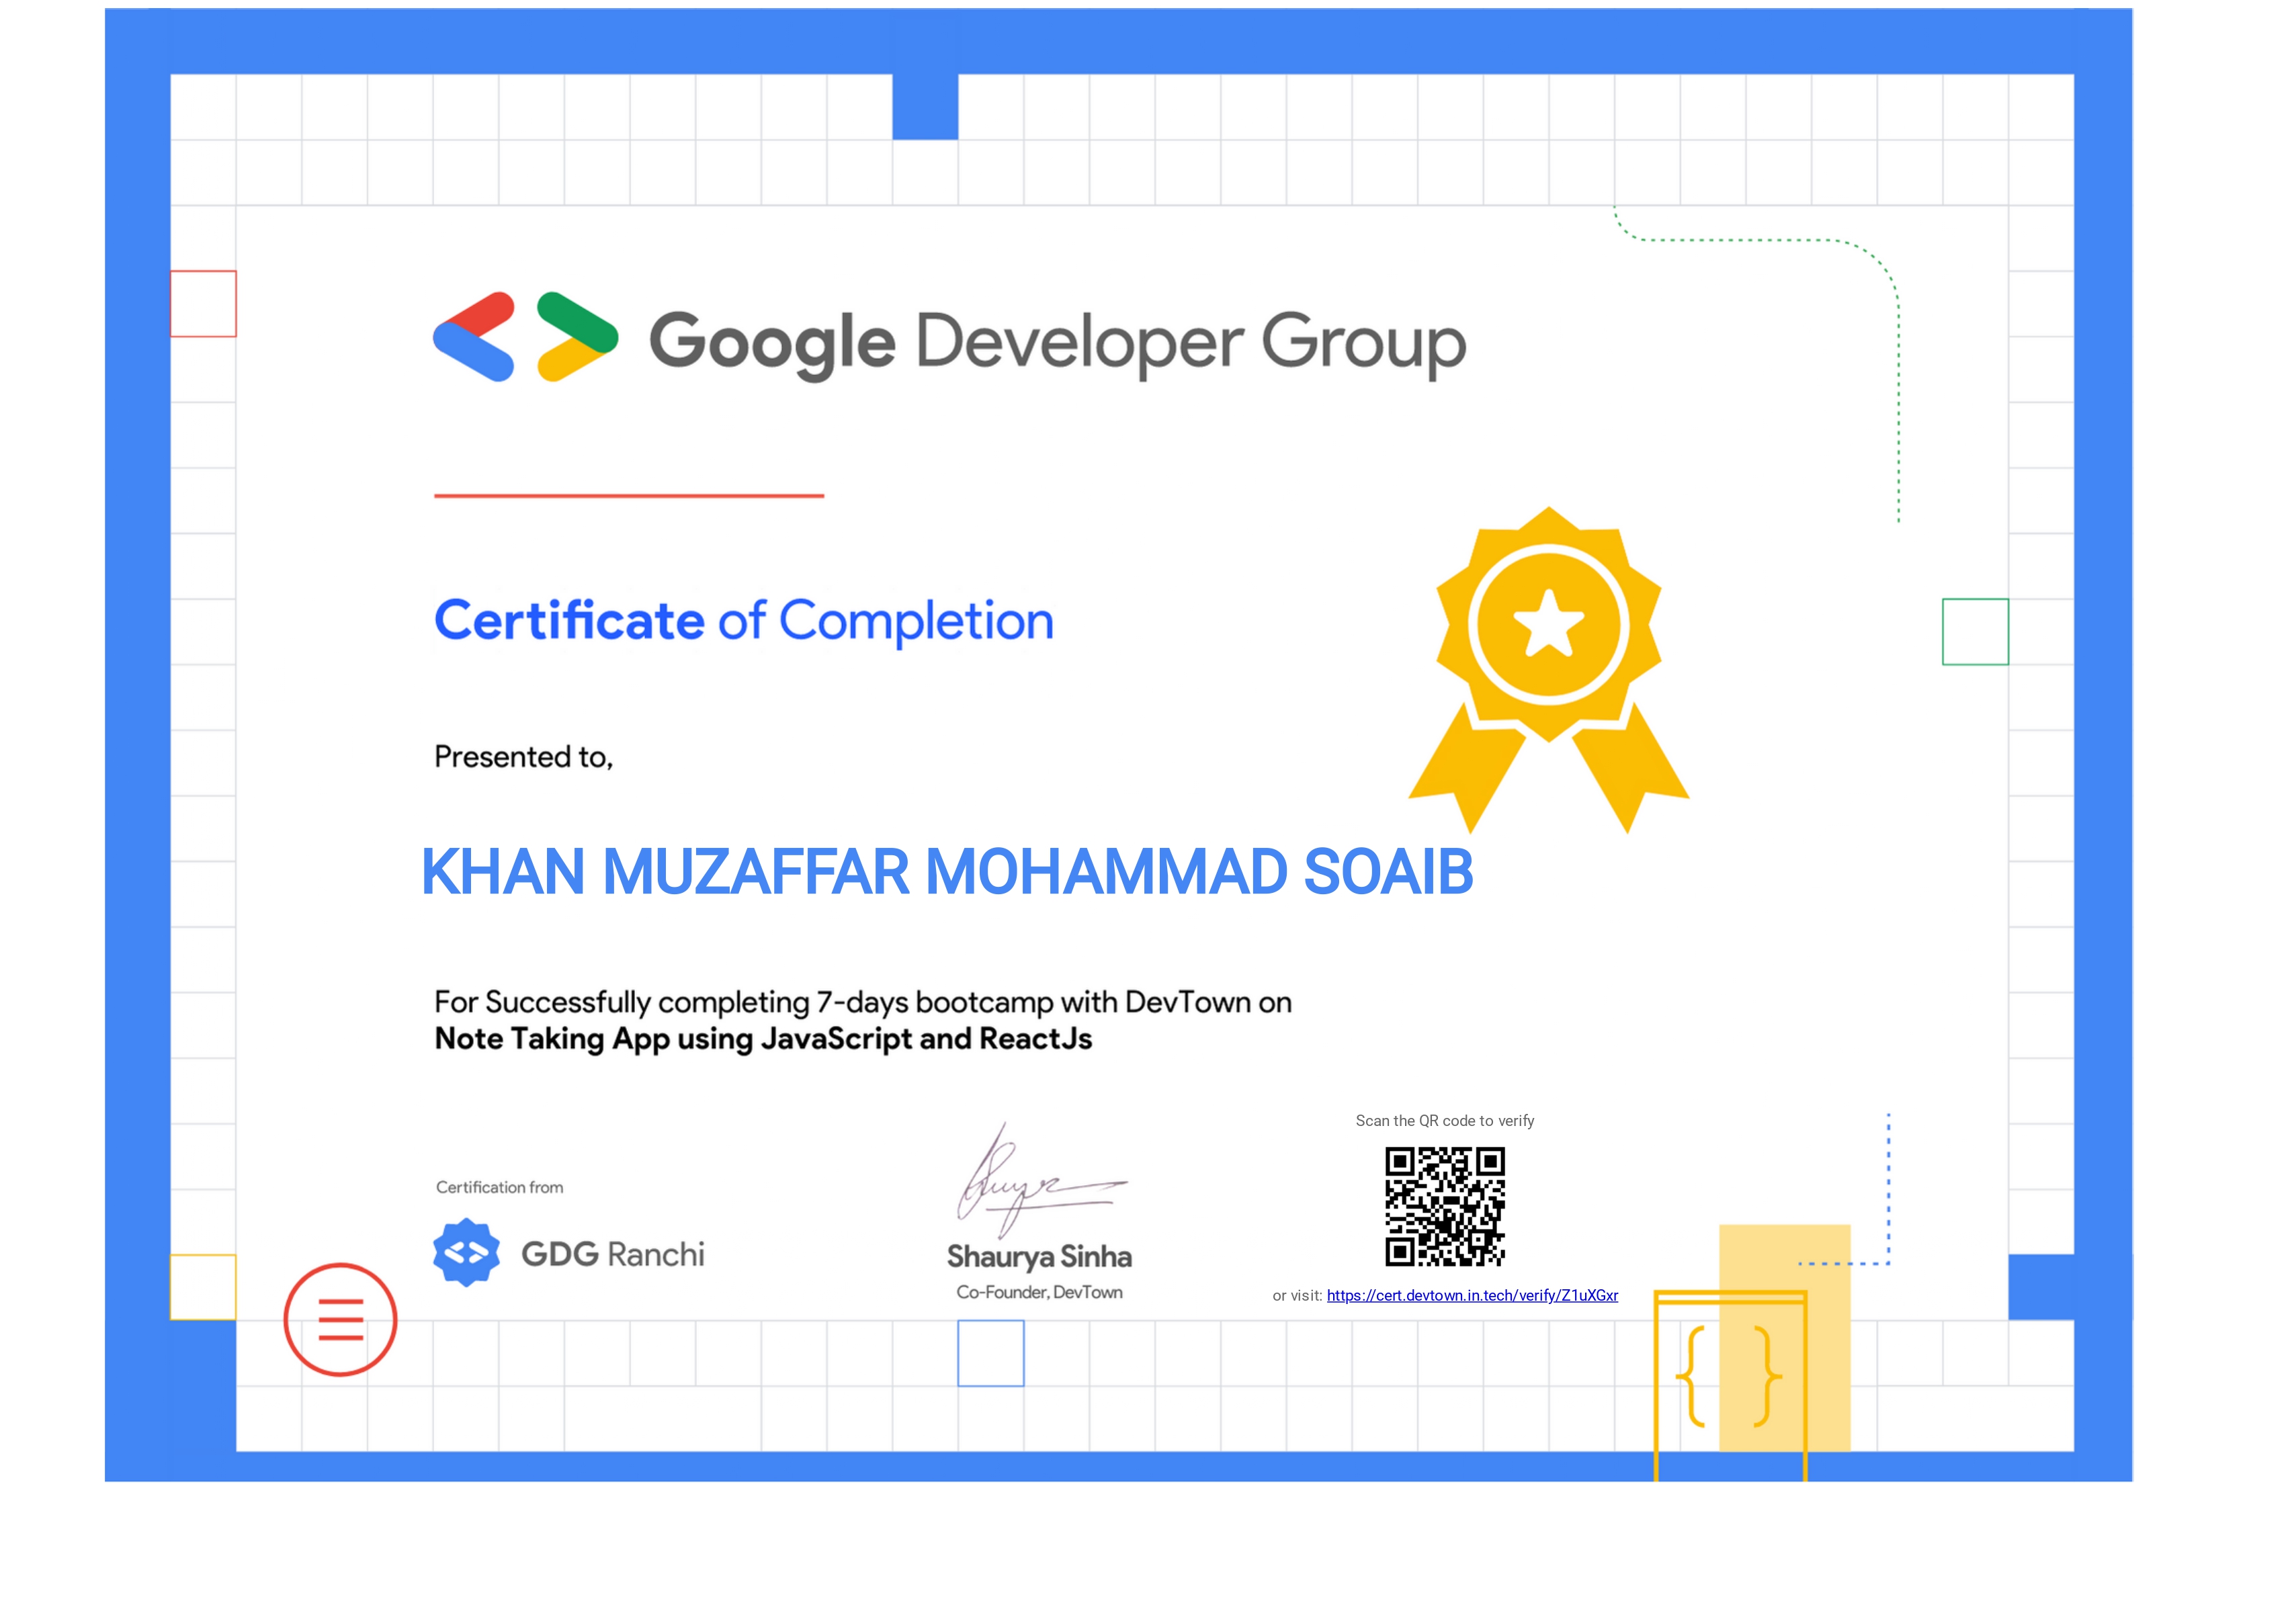 Google Developer Group
Certificate of Completion
Presented to,
KHAN MUZAFFAR MOHAMMAD SOAIB
For Successfully completing 7-days bootcamp with DevTown on
Note Taking App using JavaScript and ReactJs
Certification from
GDG Ranchi
Shaurya Sinha
Co-Founder, DevTown
Scan the QR code to verify
or visit: https://cert.devtown.in.tech/verify/Z1uXGxr
{ }